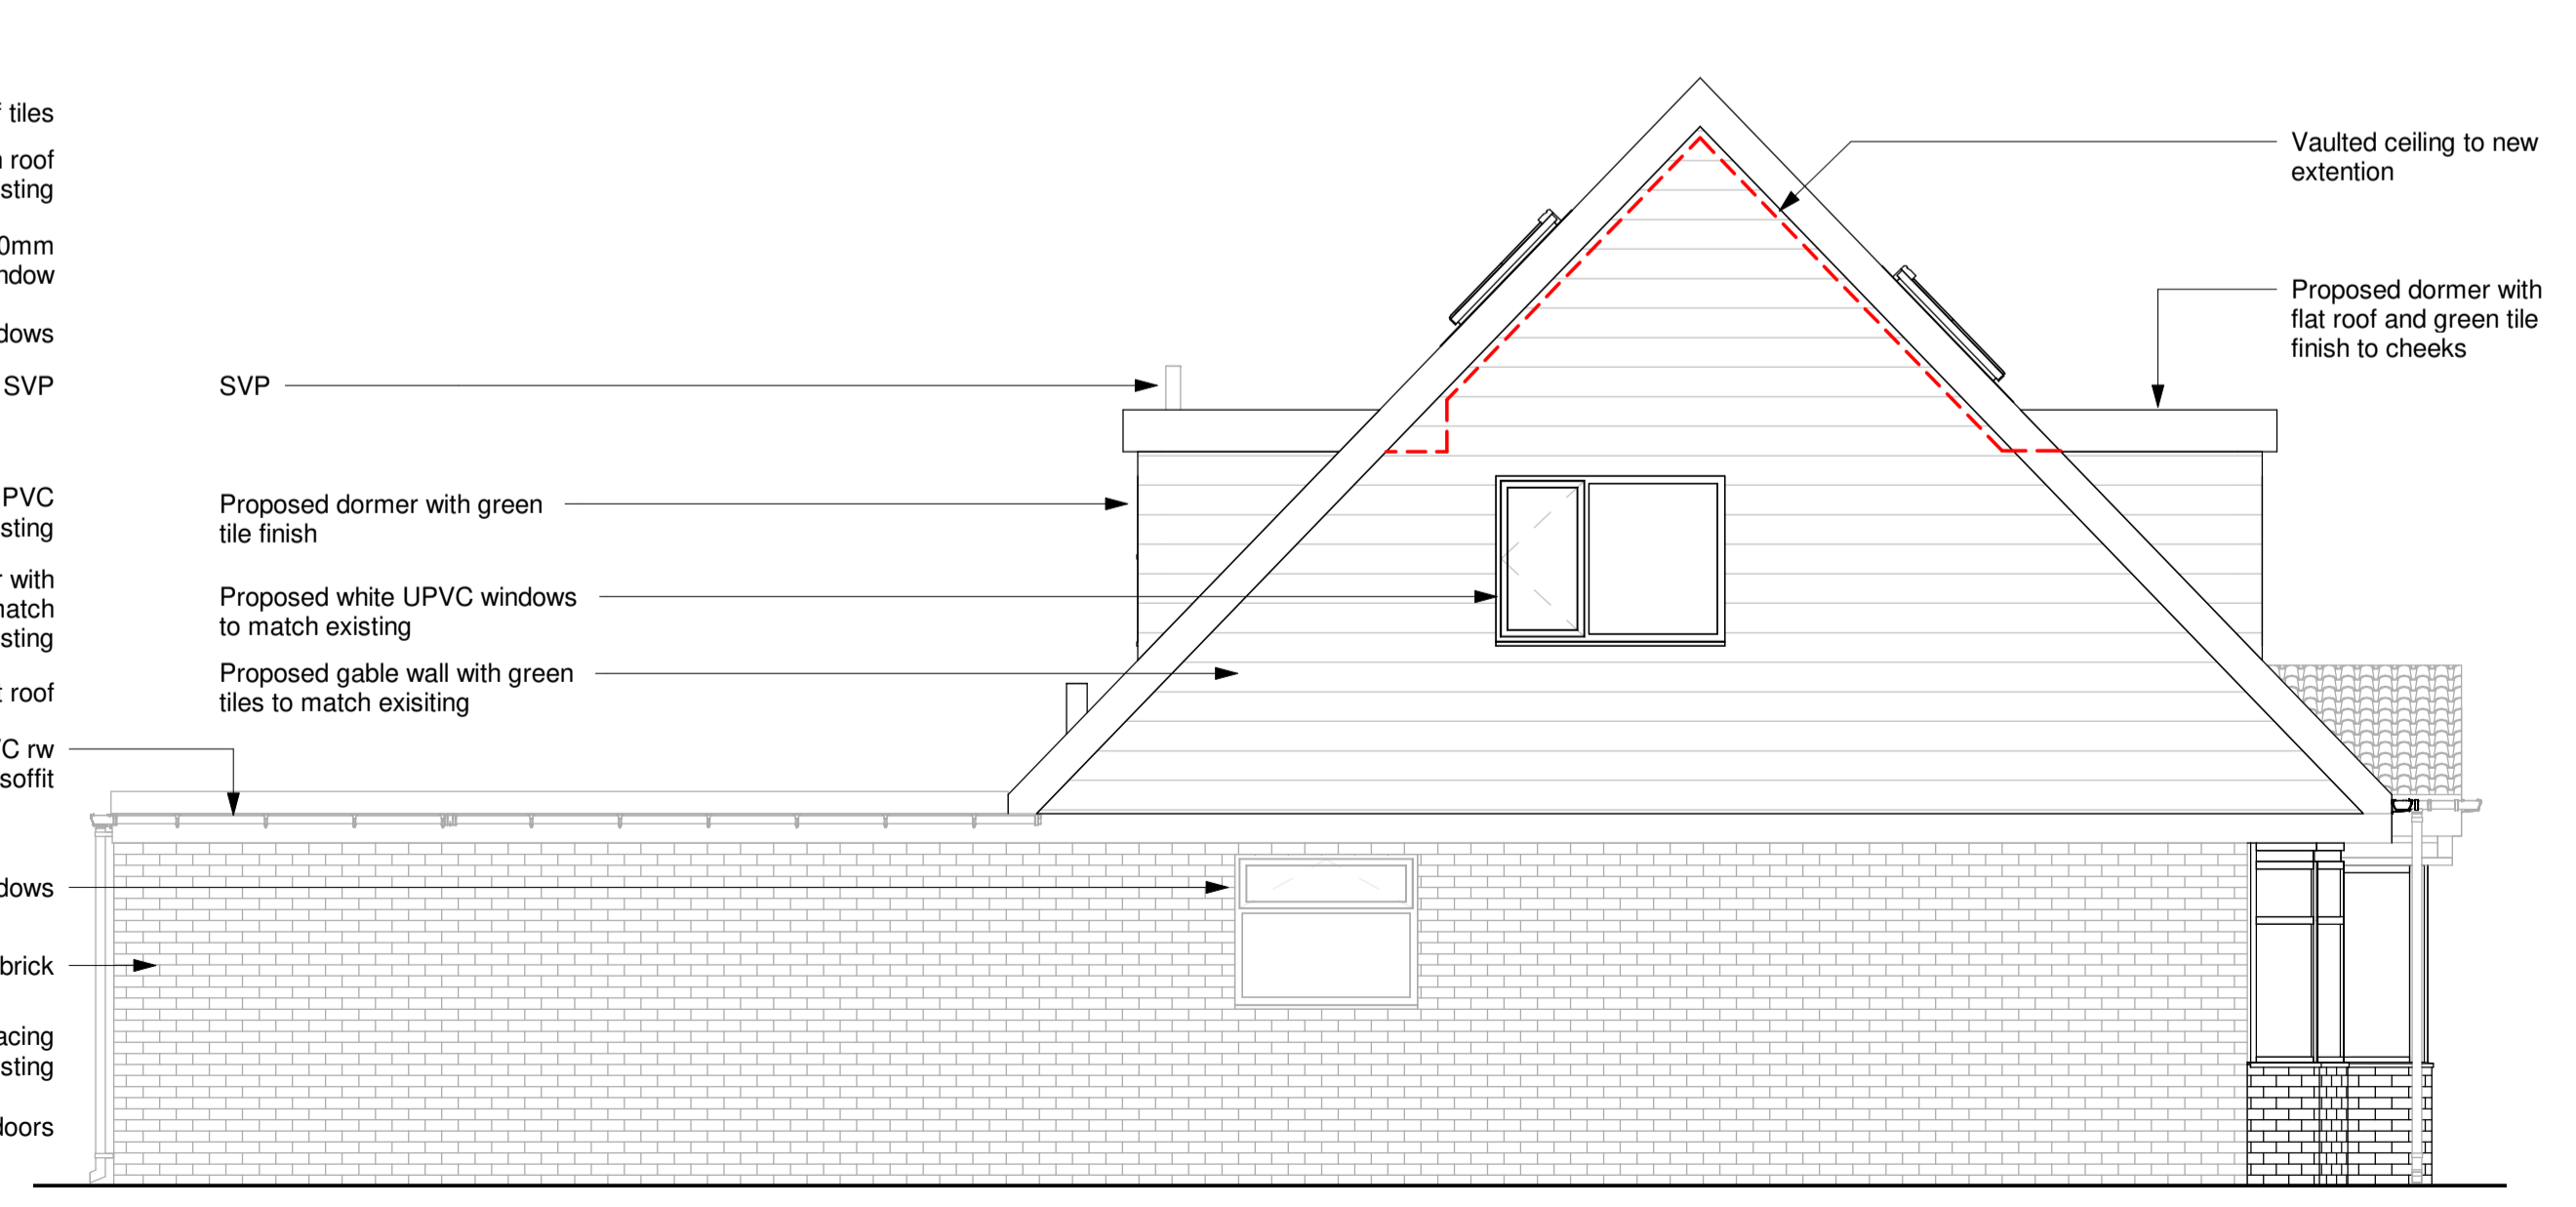 tiles
roof
sting
0mm
ndow
dows
SVP
PVC
sting
with
natch
sting
roof
C rw
soffit
dows
brick
acing
sting
doors
SVP
Proposed dormer with green
tile finish
Proposed white UPVC windows
to match existing
Proposed gable wall with green
tiles to match exisiting
Vaulted ceiling to new
extention
Proposed dormer with
flat roof and green tile
finish to cheeks